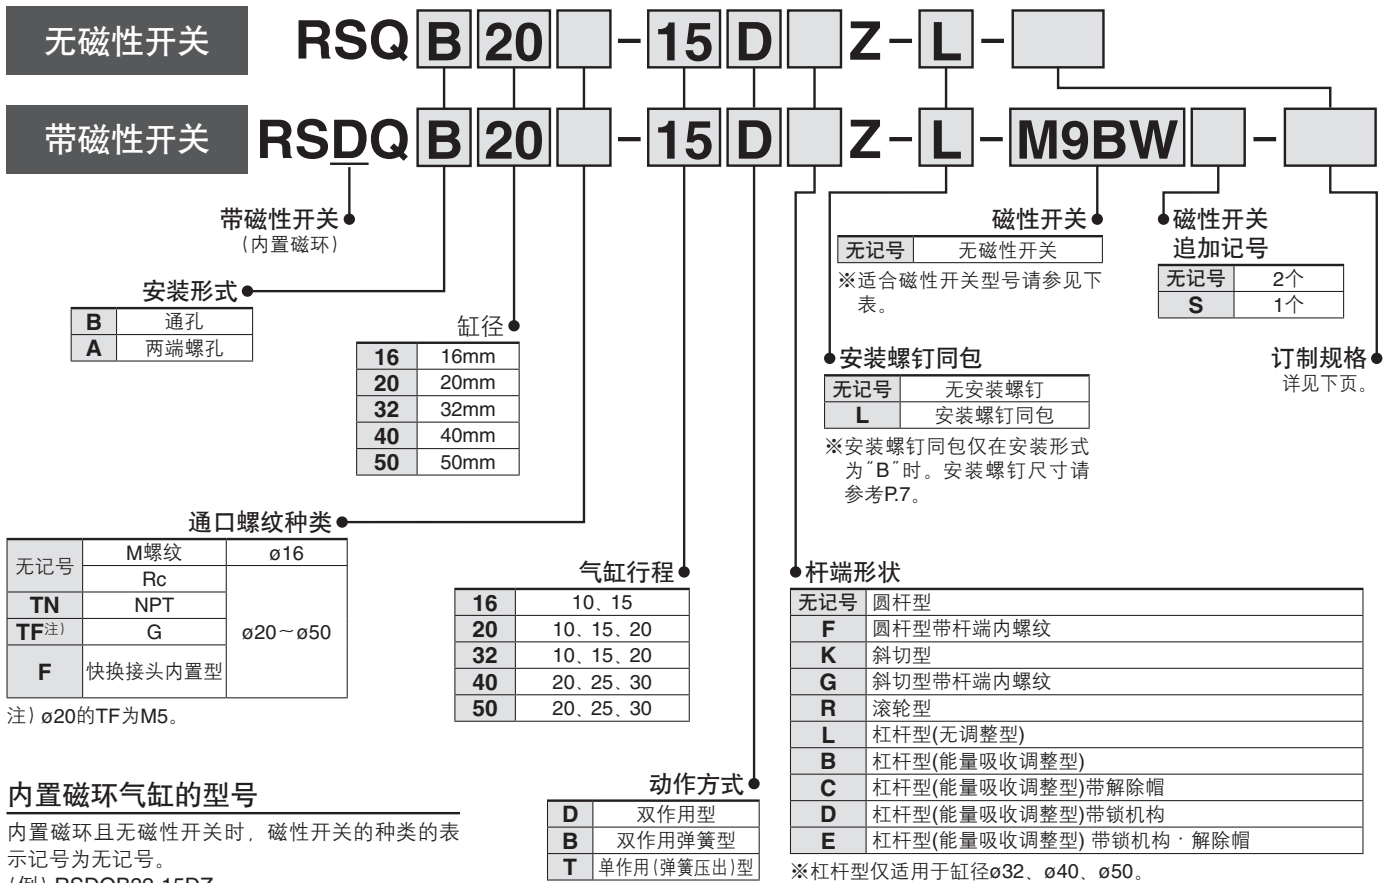 无磁性开关 RSQ B 20 - 15 D Z - L -
带磁性开关 RSDQ B 20 - 15 D Z - L - M9BW -
带磁性开关
(内置磁环)
安装形式
B 通孔
A 两端螺孔
缸径
16 16mm
20 20mm
32 32mm
40 40mm
50 50mm
通口螺纹种类
无记号 M螺纹 ø16
Rc ø20~ø50
TN NPT
TF注) G
F 快换接头内置型
注) ø20的TF为M5。
气缸行程
16 10、15
20 10、15、20
32 10、15、20
40 20、25、30
50 20、25、30
动作方式
D 双作用型
B 双作用弹簧型
T 单作用(弹簧压出)型
磁性开关
无记号 无磁性开关
※适合磁性开关型号请参见下
表。
磁性开关
追加记号
无记号 2个
S 1个
安装螺钉同包
无记号 无安装螺钉
L 安装螺钉同包
※安装螺钉同包仅在安装形式
为"B"时。安装螺钉尺寸请
参考P.7。
订制规格
详见下页。
杆端形状
无记号 圆杆型
F 圆杆型带杆端内螺纹
K 斜切型
G 斜切型带杆端内螺纹
R 滚轮型
L 杠杆型(无调整型)
B 杠杆型(能量吸收调整型)
C 杠杆型(能量吸收调整型)带解除帽
D 杠杆型(能量吸收调整型)带锁机构
E 杠杆型(能量吸收调整型) 带锁机构·解除帽
※杠杆型仅适用于缸径ø32、ø40、ø50。
内置磁环气缸的型号
内置磁环且无磁性开关时，磁性开关的种类的表
示记号为无记号。
(例) RSDQB32-15DZ